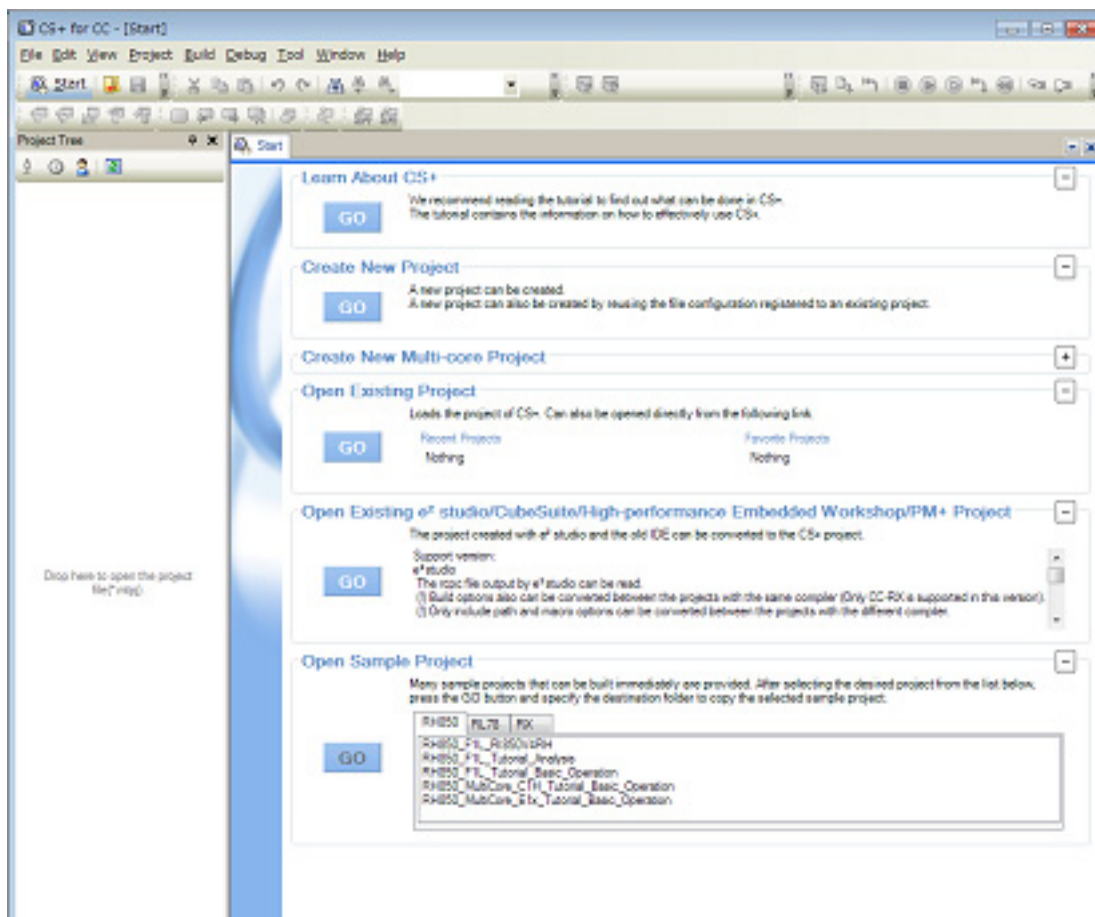 CS+ for CC - [Start]
File Edit View Project Build Debug Tool Window Help
Start
Project Tree
Start
Learn About CS+
GO
We recommend reading the tutorial to find out what can be done in CS+.
The tutorial contains the information on how to effectively use CS+.
Create New Project
GO
A new project can be created.
A new project can also be created by reusing the file configuration registered to an existing project.
Create New Multi-core Project
Open Existing Project
Loads the project of CS+. Can also be opened directly from the following link.
GO
Recent Projects
Favorite Projects
Nothing
Nothing
Open Existing e² studio/CubeSuite/High-performance Embedded Workshop/PM+ Project
The project created with e² studio and the old IDE can be converted to the CS+ project.
GO
Support version:
e² studio
The rcpc file output by e² studio can be read.
(!) Build options also can be converted between the projects with the same compiler (Only CC-RX is supported in this version).
(!) Only include path and macro options can be converted between the projects with the different compiler.
Drop here to open the project
Open Sample Project
Many sample projects that can be built immediately are provided. After selecting the desired project from the list below,
press the GO button and specify the destination folder to copy the selected sample project.
GO
RH850 RL78 RX
RH850_F1L_Tutorial_Analysis
RH850_F1L_Tutorial_Basic_Operation
RH850_MultiCore_CTH_Tutorial_Basic_Operation
RH850_MultiCore_E1x_Tutorial_Basic_Operation